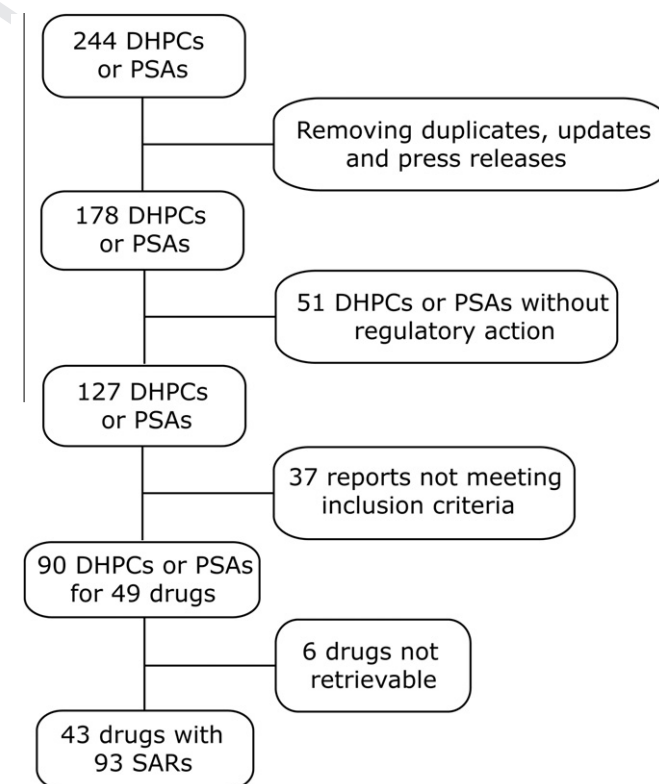 244 DHPCs
or PSAs
Removing duplicates, updates
and press releases
178 DHPCs
or PSAs
51 DHPCs or PSAs without
regulatory action
127 DHPCs
or PSAs
37 reports not meeting
inclusion criteria
90 DHPCs or PSAs
for 49 drugs
6 drugs not
retrievable
43 drugs with
93 SARs